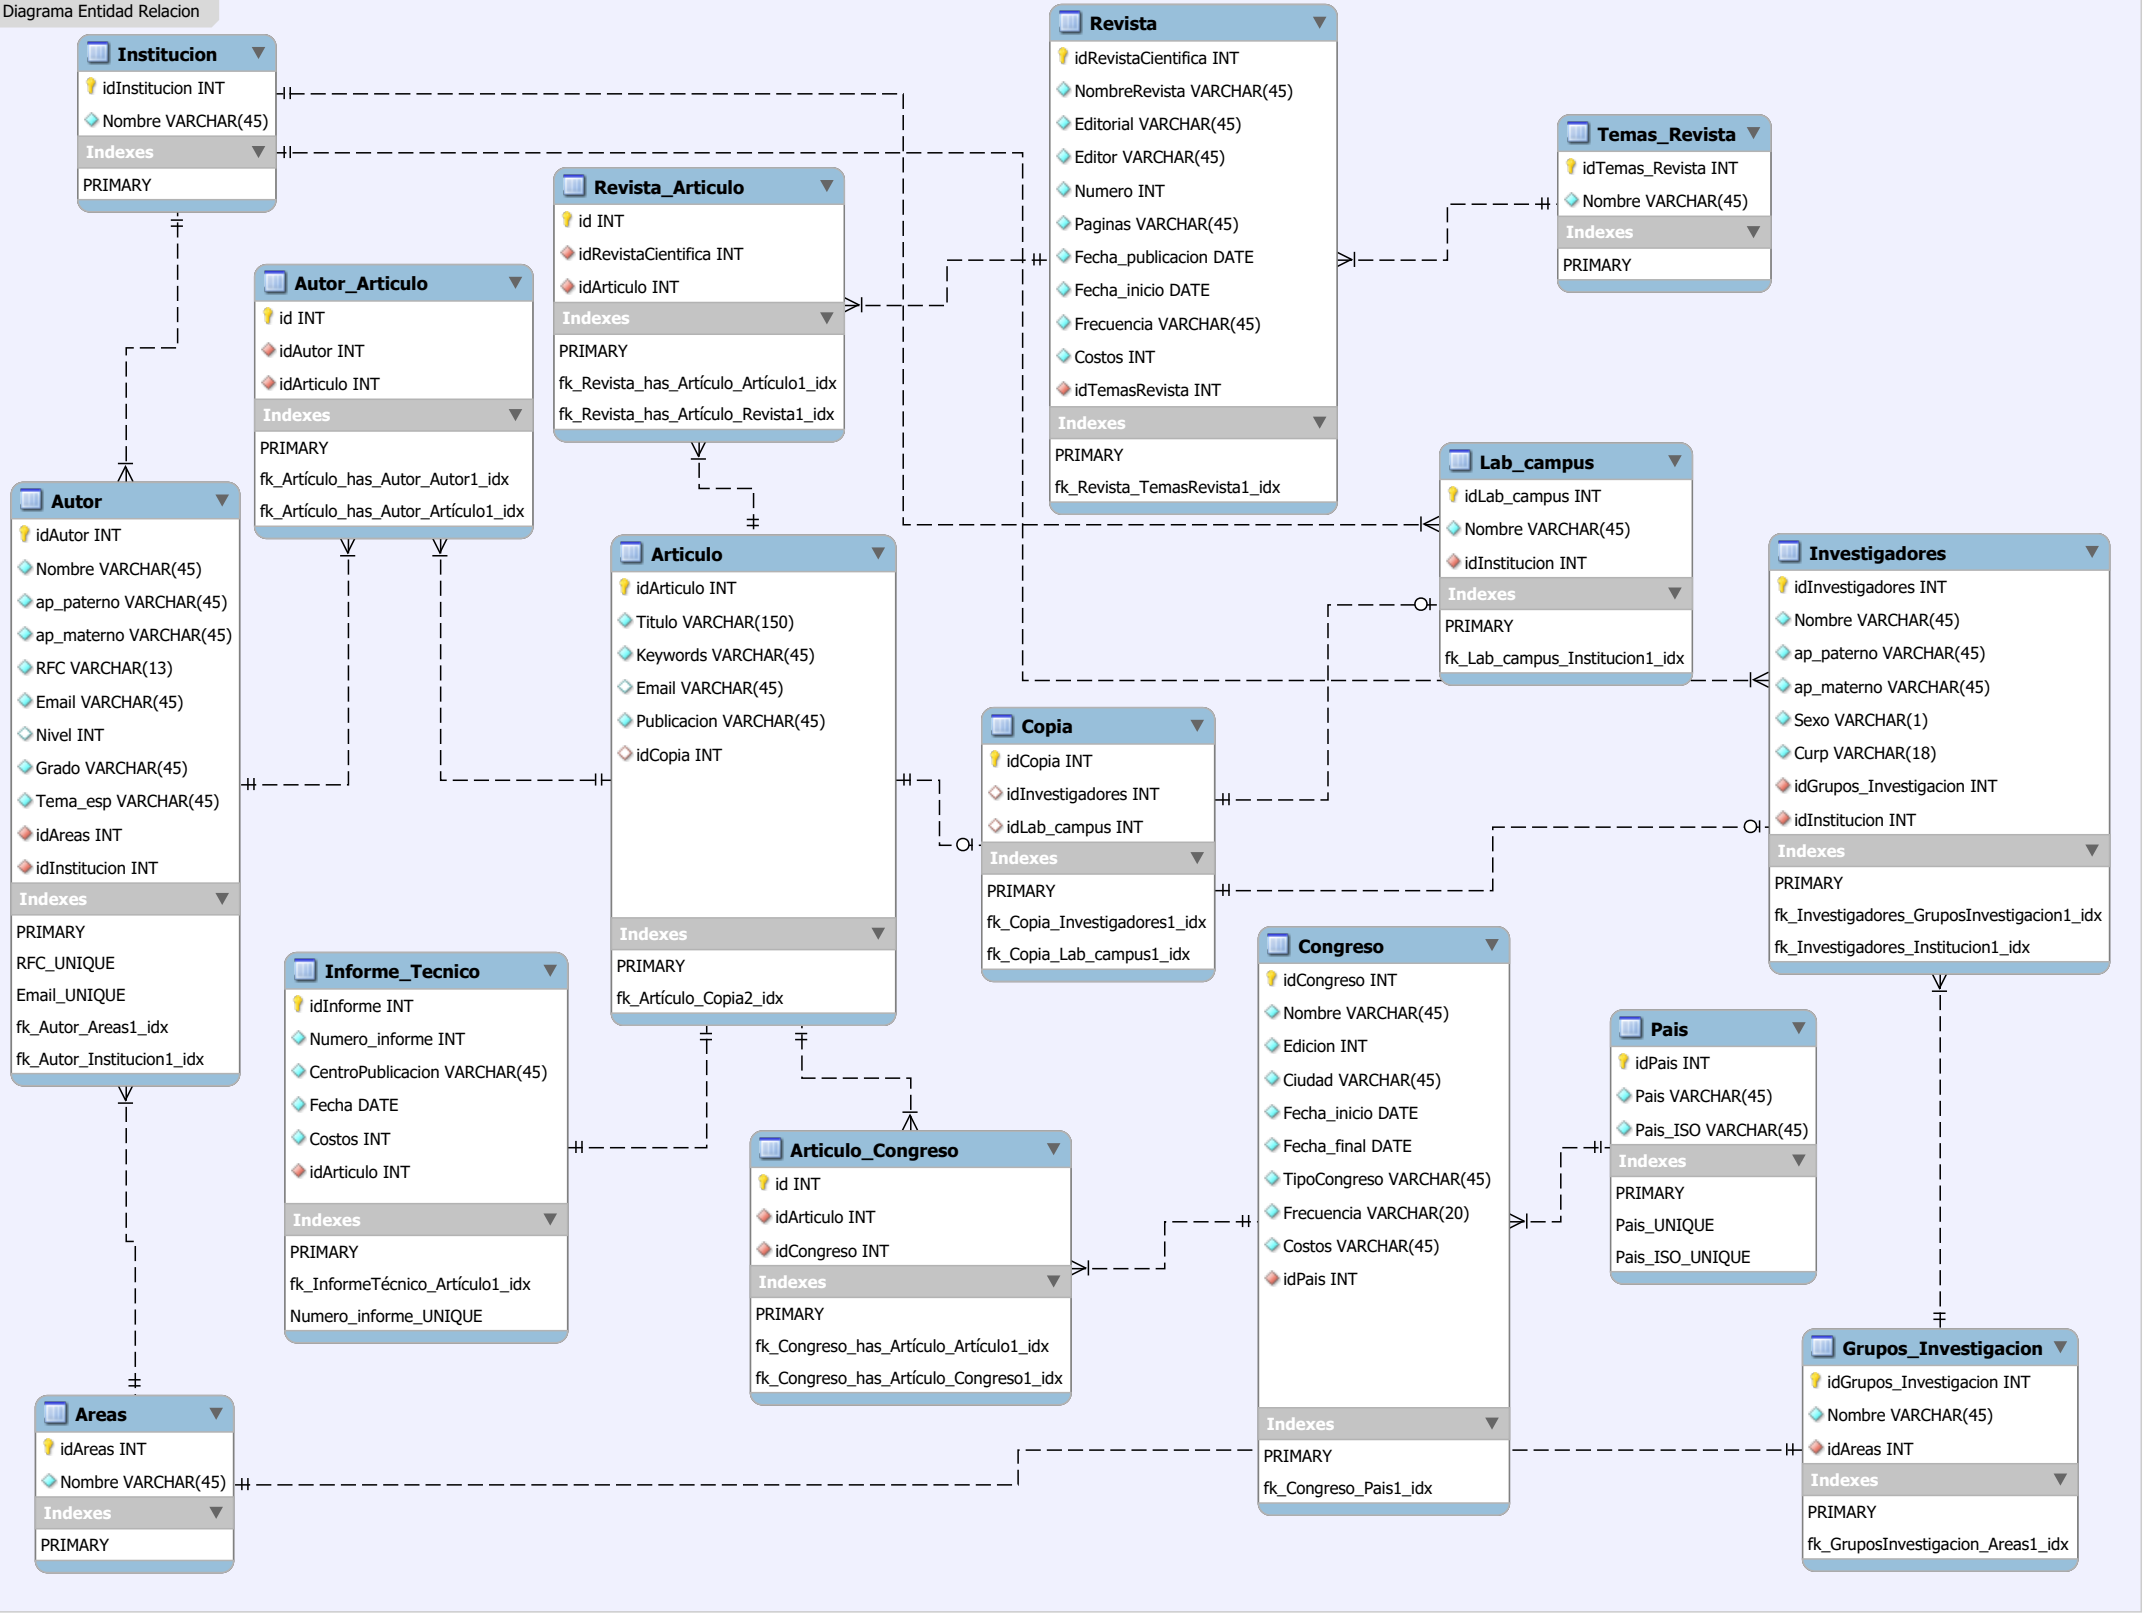 Diagrama Entidad Relacion
Institucion
idInstitucion INT
Nombre VARCHAR(45)
Indexes
PRIMARY
Revista
idRevistaCientifica INT
NombreRevista VARCHAR(45)
Editorial VARCHAR(45)
Editor VARCHAR(45)
Numero INT
Paginas VARCHAR(45)
Fecha_publicacion DATE
Fecha_inicio DATE
Frecuencia VARCHAR(45)
Costos INT
idTemasRevista INT
Indexes
PRIMARY
fk_Revista_TemasRevista1_idx
Temas_Revista
idTemas_Revista INT
Nombre VARCHAR(45)
Indexes
PRIMARY
Revista_Articulo
id INT
idRevistaCientifica INT
idArticulo INT
Indexes
PRIMARY
fk_Revista_has_Artículo_Artículo1_idx
fk_Revista_has_Artículo_Revista1_idx
Autor_Articulo
id INT
idAutor INT
idArticulo INT
Indexes
PRIMARY
fk_Artículo_has_Autor_Autor1_idx
fk_Artículo_has_Autor_Artículo1_idx
Lab_campus
idLab_campus INT
Nombre VARCHAR(45)
idInstitucion INT
Indexes
PRIMARY
fk_Lab_campus_Institucion1_idx
Autor
idAutor INT
Nombre VARCHAR(45)
ap_paterno VARCHAR(45)
ap_materno VARCHAR(45)
RFC VARCHAR(13)
Email VARCHAR(45)
Nivel INT
Grado VARCHAR(45)
Tema_esp VARCHAR(45)
idAreas INT
idInstitucion INT
Indexes
PRIMARY
RFC_UNIQUE
Email_UNIQUE
fk_Autor_Areas1_idx
fk_Autor_Institucion1_idx
Articulo
idArticulo INT
Titulo VARCHAR(150)
Keywords VARCHAR(45)
Email VARCHAR(45)
Publicacion VARCHAR(45)
idCopia INT
Indexes
PRIMARY
fk_Artículo_Copia2_idx
Investigadores
idInvestigadores INT
Nombre VARCHAR(45)
ap_paterno VARCHAR(45)
ap_materno VARCHAR(45)
Sexo VARCHAR(1)
Curp VARCHAR(18)
idGrupos_Investigacion INT
idInstitucion INT
Indexes
PRIMARY
fk_Investigadores_GruposInvestigacion1_idx
fk_Investigadores_Institucion1_idx
Copia
idCopia INT
idInvestigadores INT
idLab_campus INT
Indexes
PRIMARY
fk_Copia_Investigadores1_idx
fk_Copia_Lab_campus1_idx
Informe_Tecnico
idInforme INT
Numero_informe INT
CentroPublicacion VARCHAR(45)
Fecha DATE
Costos INT
idArticulo INT
Indexes
PRIMARY
fk_InformeTécnico_Artículo1_idx
Numero_informe_UNIQUE
Congreso
idCongreso INT
Nombre VARCHAR(45)
Edicion INT
Ciudad VARCHAR(45)
Fecha_inicio DATE
Fecha_final DATE
TipoCongreso VARCHAR(45)
Frecuencia VARCHAR(20)
Costos VARCHAR(45)
idPais INT
Indexes
PRIMARY
fk_Congreso_Pais1_idx
Pais
idPais INT
Pais VARCHAR(45)
Pais_ISO VARCHAR(45)
Indexes
PRIMARY
Pais_UNIQUE
Pais_ISO_UNIQUE
Articulo_Congreso
id INT
idArticulo INT
idCongreso INT
Indexes
PRIMARY
fk_Congreso_has_Artículo_Artículo1_idx
fk_Congreso_has_Artículo_Congreso1_idx
Areas
idAreas INT
Nombre VARCHAR(45)
Indexes
PRIMARY
Grupos_Investigacion
idGrupos_Investigacion INT
Nombre VARCHAR(45)
idAreas INT
Indexes
PRIMARY
fk_GruposInvestigacion_Areas1_idx